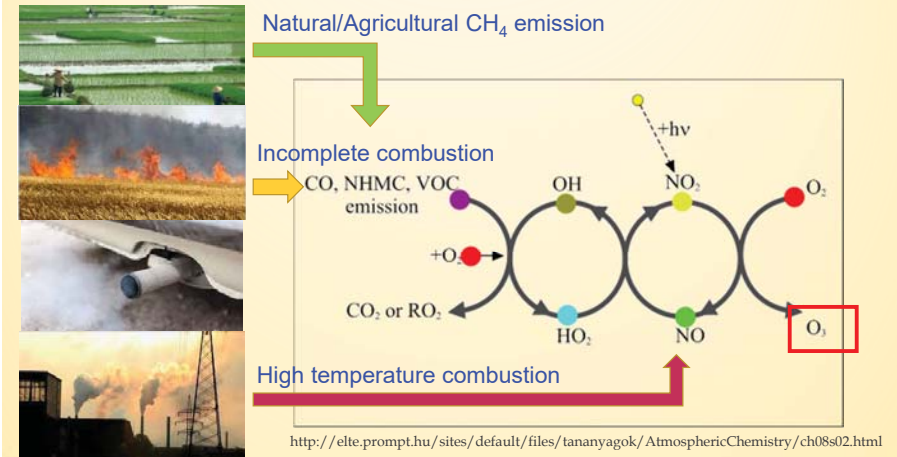 Natural/Agricultural CH₄ emission
+hν
Incomplete combustion
CO, NHMC, VOC
emission
OH
NO₂
O₂
+O₂
CO₂ or RO₂
HO₂
NO
O₃
High temperature combustion
http://elte.prompt.hu/sites/default/files/tananyagok/AtmosphericChemistry/ch08s02.html